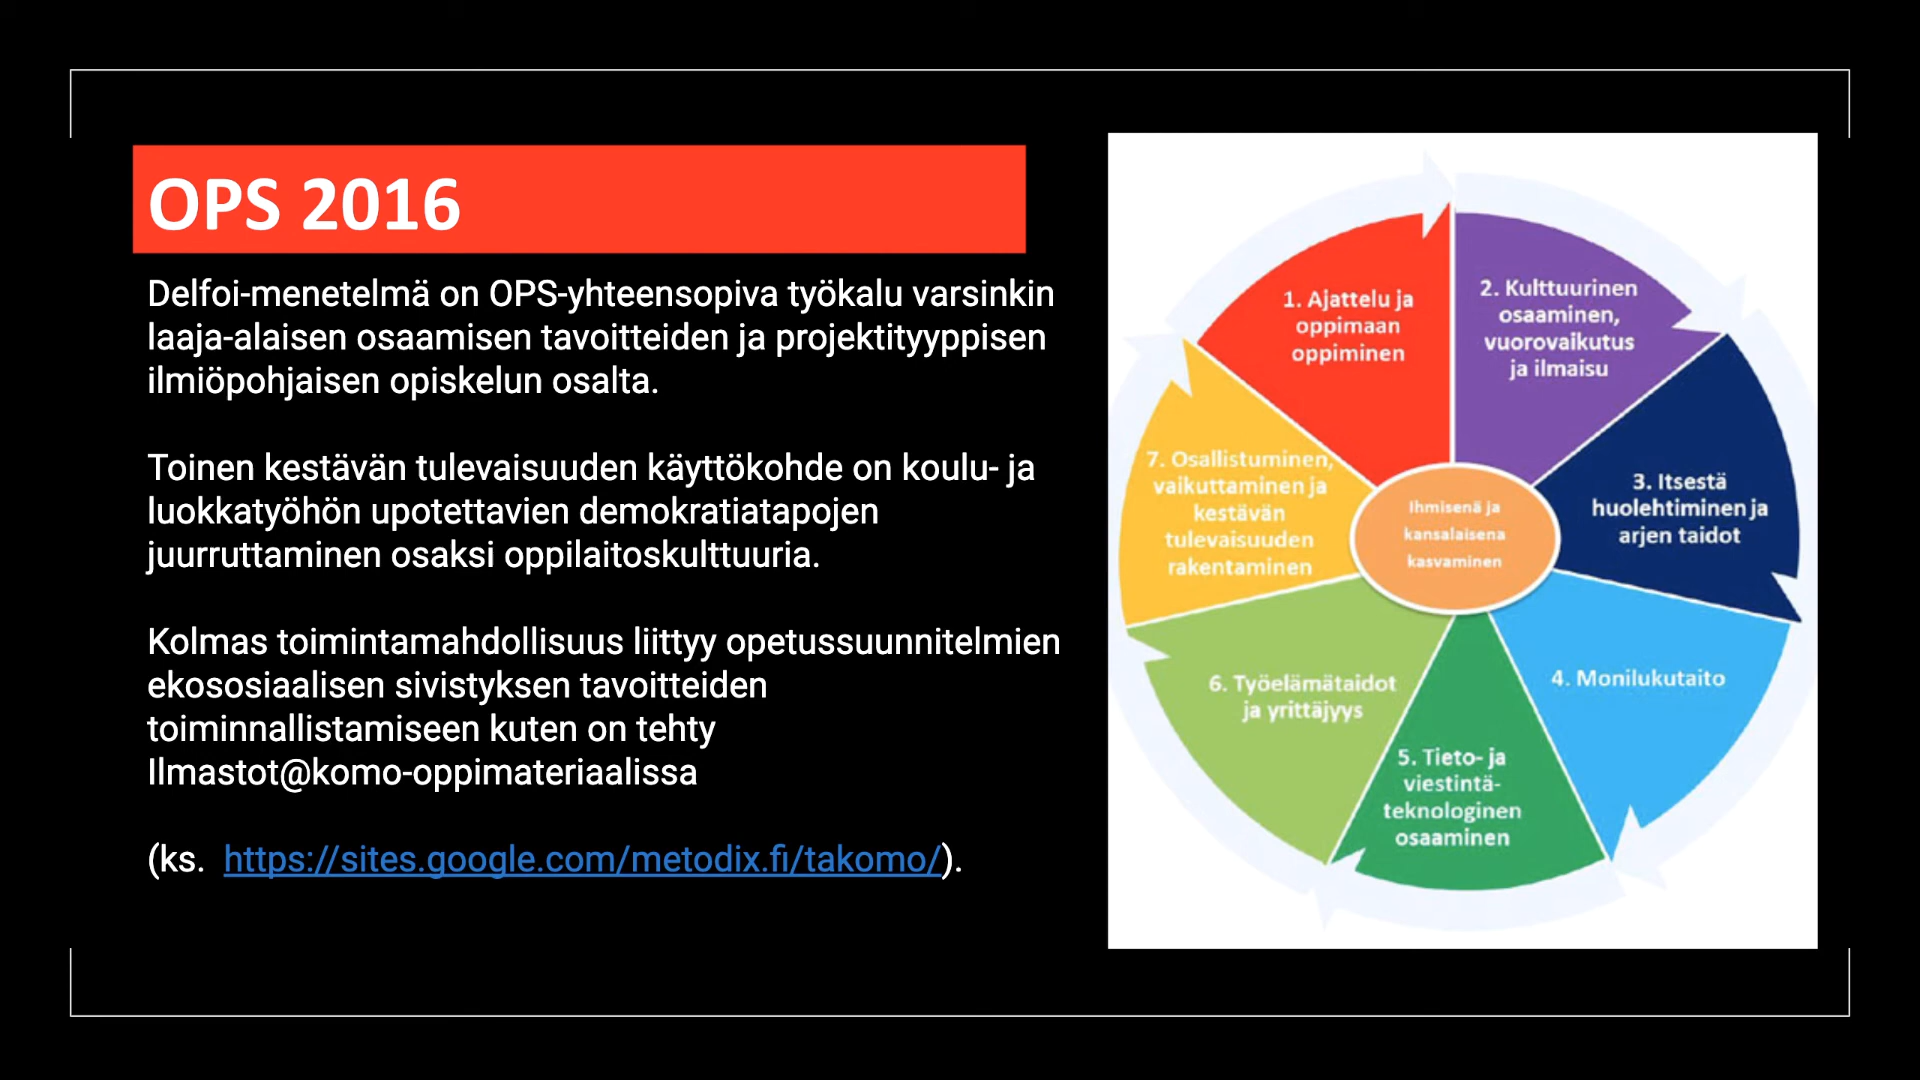 OPS 2016
Delfoi-menetelmä on OPS-yhteensopiva työkalu varsinkin
laaja-alaisen osaamisen tavoitteiden ja projektityyppisen
ilmiöpohjaisen opiskelun osalta.
Toinen kestävän tulevaisuuden käyttökohde on koulu- ja
luokkatyöhön upotettavien demokratiatapojen
juurruttaminen osaksi oppilaitoskulttuuria.
Kolmas toimintamahdollisuus liittyy opetussuunnitelmien
ekososiaalisen sivistyksen tavoitteiden
toiminnallistamiseen kuten on tehty
Ilmastot@komo-oppimateriaalissa
(ks. https://sites.google.com/metodix.fi/takomo/).
1. Ajattelu ja
oppimaan
oppiminen
2. Kulttuurinen
osaaminen,
vuorovaikutus
ja ilmaisu
3. Itsestä
huolehtiminen ja
arjen taidot
4. Monilukutaito
5. Tieto- ja
viestintä-
teknologinen
osaaminen
6. Työelämätaidot
ja yrittäjyys
7. Osallistuminen,
vaikuttaminen ja
kestävän
tulevaisuuden
rakentaminen
Ihmisenä ja
kansalaisena
kasvaminen